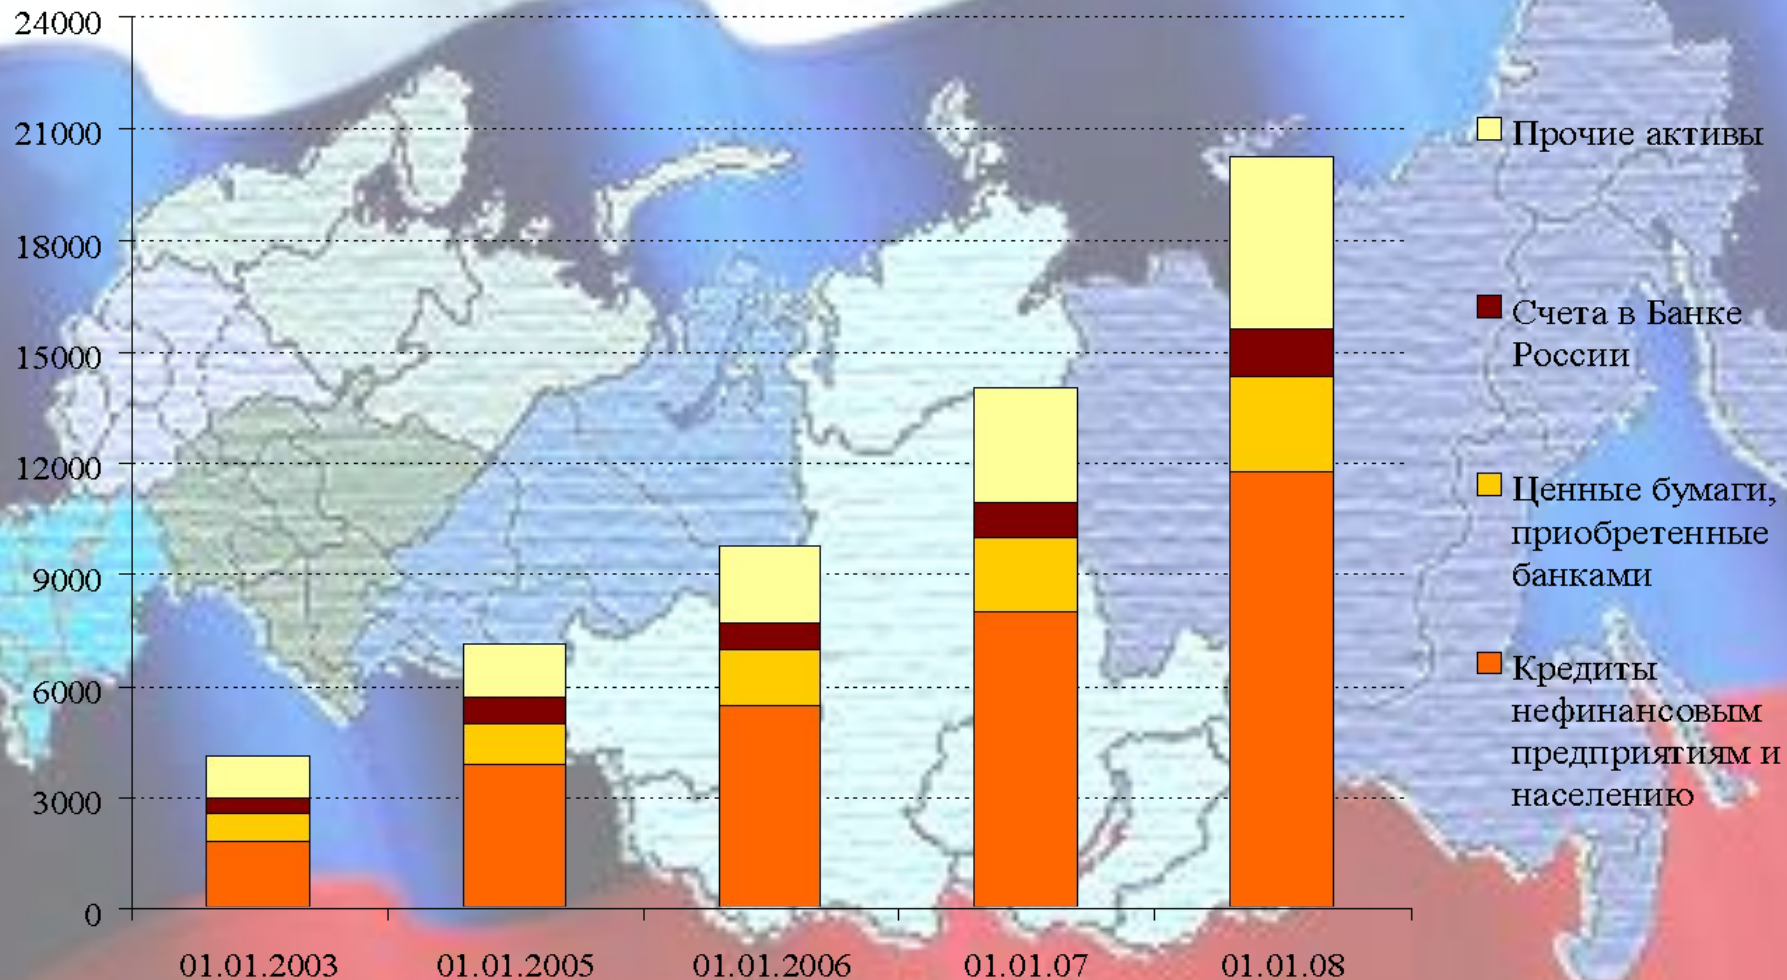 24000
21000
18000
15000
12000
9000
6000
3000
0
01.01.2003
01.01.2005
01.01.2006
01.01.07
01.01.08
Прочие активы
Счета в Банке
России
Ценные бумаги,
приобретенные
банками
Кредиты
нефинансовым
предприятиям и
населению